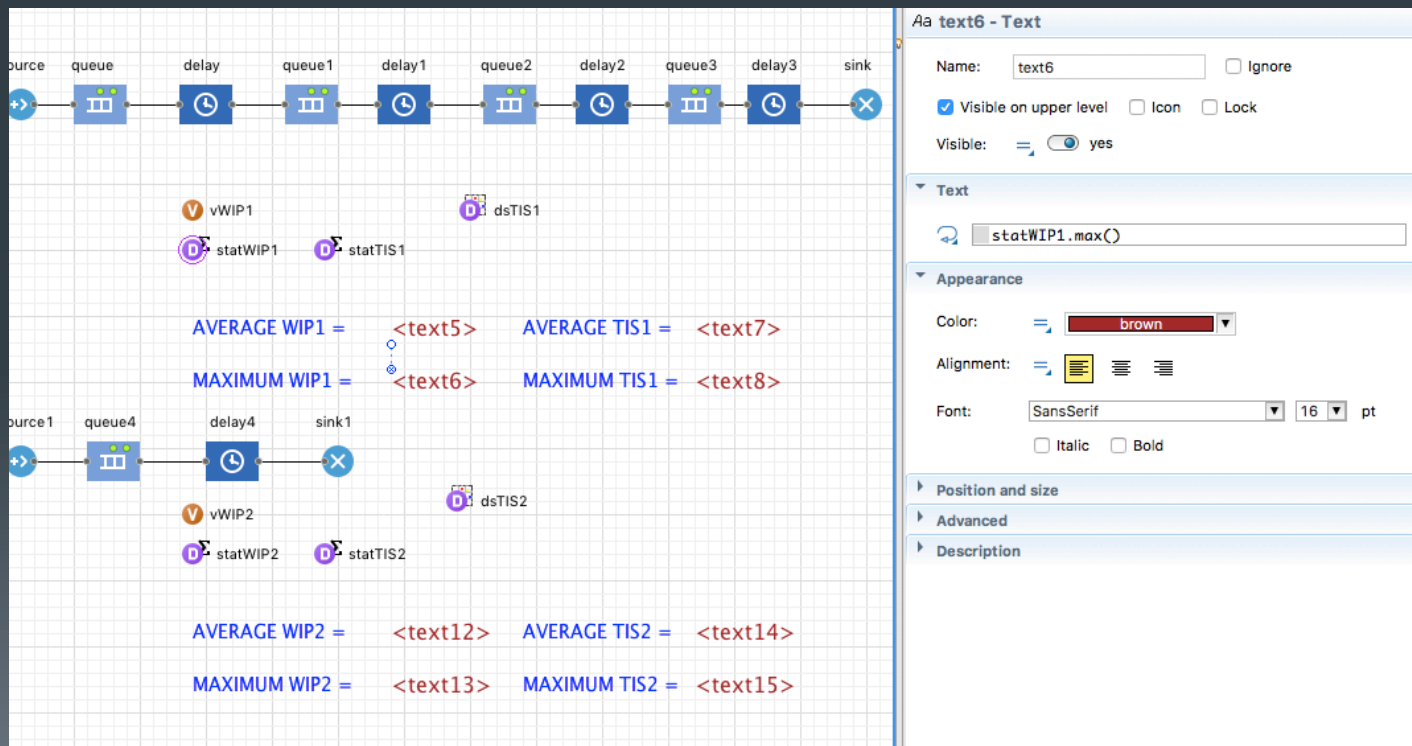 ource queue delay queue1 delay1 queue2 delay2 queue3 delay3 sink
V vWIP1
D dsTIS1
D Σ statWIP1 D Σ statTIS1
AVERAGE WIP1 = <text5> AVERAGE TIS1 = <text7>
MAXIMUM WIP1 = <text6> MAXIMUM TIS1 = <text8>
ource1 queue4 delay4 sink1
D dsTIS2
V vWIP2
D Σ statWIP2 D Σ statTIS2
AVERAGE WIP2 = <text12> AVERAGE TIS2 = <text14>
MAXIMUM WIP2 = <text13> MAXIMUM TIS2 = <text15>
Aa text6 - Text
Name: text6 Ignore
Visible on upper level Icon Lock
Visible: yes
Text
statWIP1.max()
Appearance
Color: brown
Alignment:
Font: SansSerif 16 pt
Italic Bold
Position and size
Advanced
Description